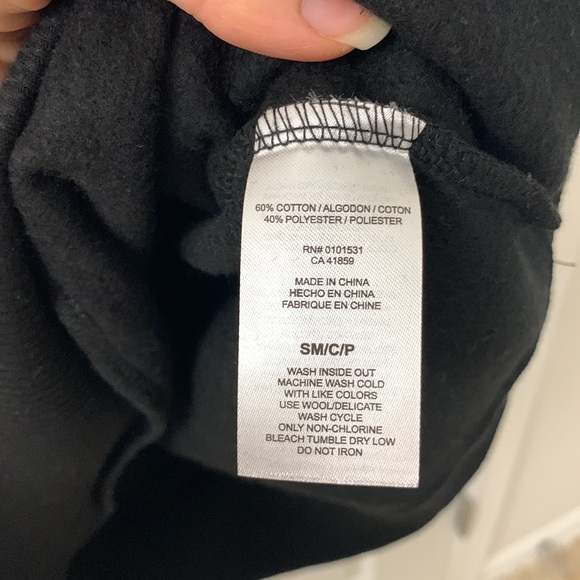 60% COTTON / ALGODON / COTON
40% POLYESTER / POLIESTER
RN# 0101531
CA 41859
MADE IN CHINA
HECHO EN CHINA
FABRIQUE EN CHINE
SM/C/P
WASH INSIDE OUT
MACHINE WASH COLD
WITH LIKE COLORS
USE WOOL/DELICATE
WASH CYCLE
ONLY NON-CHLORINE
BLEACH TUMBLE DRY LOW
DO NOT IRON